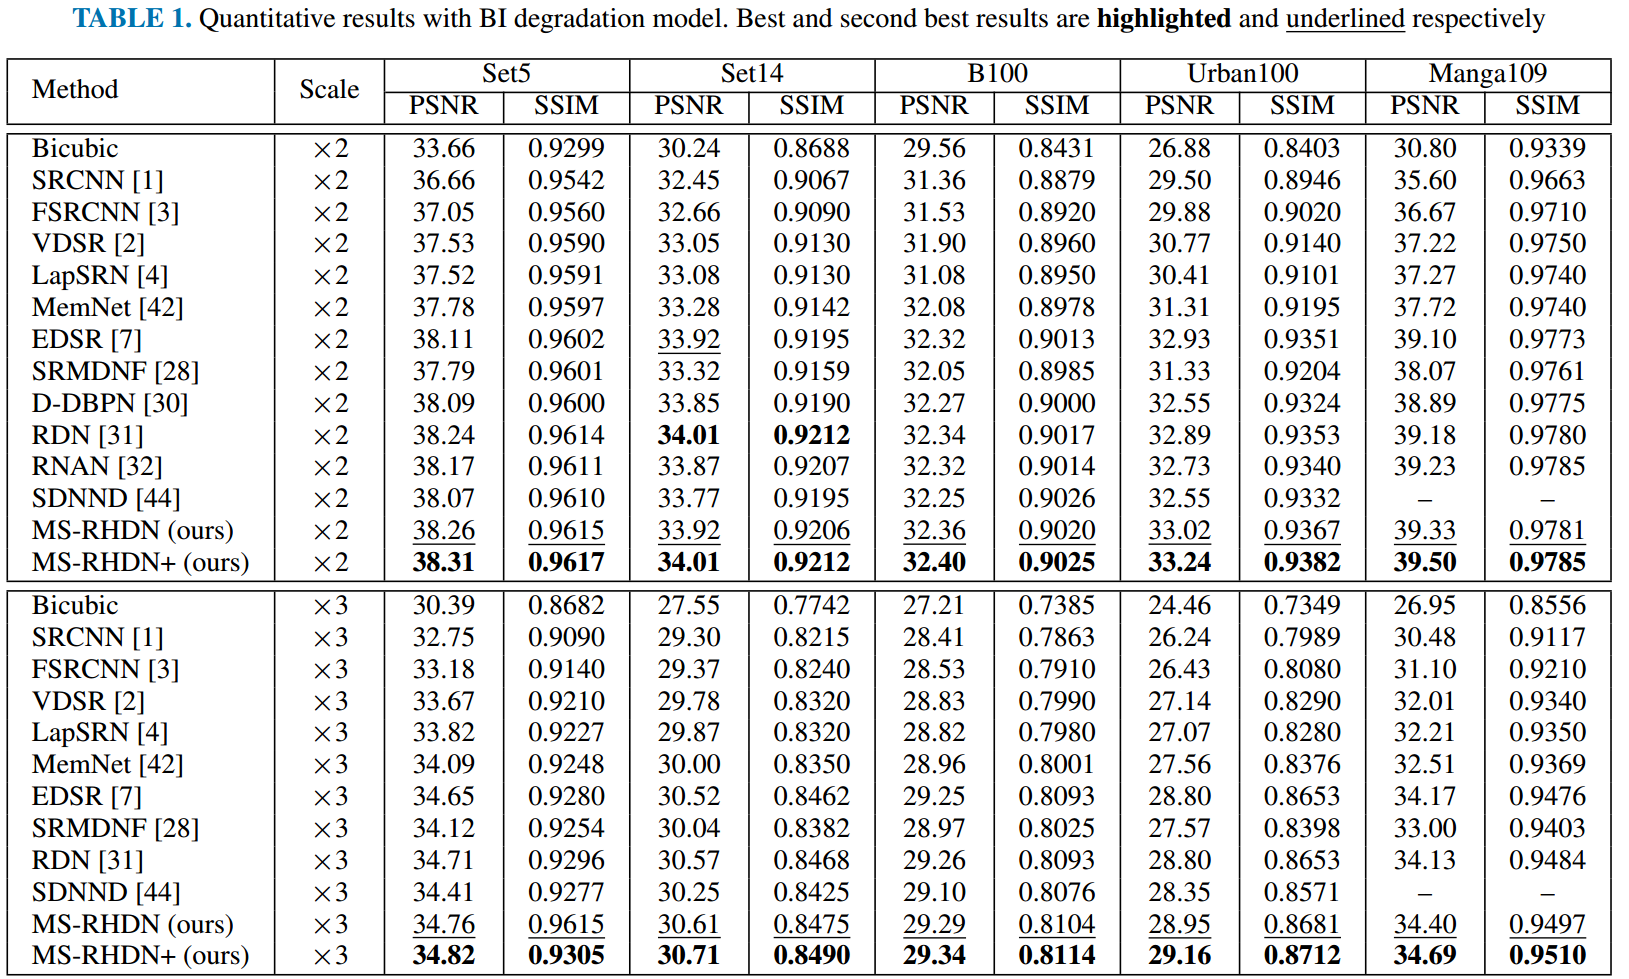 TABLE 1. Quantitative results with BI degradation model. Best and second best results are highlighted and underlined respectively
Method Scale Set5 Set14 B100 Urban100 Manga109
PSNR SSIM PSNR SSIM PSNR SSIM PSNR SSIM PSNR SSIM
Bicubic ×2 33.66 0.9299 30.24 0.8688 29.56 0.8431 26.88 0.8403 30.80 0.9339
SRCNN [1] ×2 36.66 0.9542 32.45 0.9067 31.36 0.8879 29.50 0.8946 35.60 0.9663
FSRCNN [3] ×2 37.05 0.9560 32.66 0.9090 31.53 0.8920 29.88 0.9020 36.67 0.9710
VDSR [2] ×2 37.53 0.9590 33.05 0.9130 31.90 0.8960 30.77 0.9140 37.22 0.9750
LapSRN [4] ×2 37.52 0.9591 33.08 0.9130 31.08 0.8950 30.41 0.9101 37.27 0.9740
MemNet [42] ×2 37.78 0.9597 33.28 0.9142 32.08 0.8978 31.31 0.9195 37.72 0.9740
EDSR [7] ×2 38.11 0.9602 33.92 0.9195 32.32 0.9013 32.93 0.9351 39.10 0.9773
SRMDNF [28] ×2 37.79 0.9601 33.32 0.9159 32.05 0.8985 31.33 0.9204 38.07 0.9761
D-DBPN [30] ×2 38.09 0.9600 33.85 0.9190 32.27 0.9000 32.55 0.9324 38.89 0.9775
RDN [31] ×2 38.24 0.9614 34.01 0.9212 32.34 0.9017 32.89 0.9353 39.18 0.9780
RNAN [32] ×2 38.17 0.9611 33.87 0.9207 32.32 0.9014 32.73 0.9340 39.23 0.9785
SDNND [44] ×2 38.07 0.9610 33.77 0.9195 32.25 0.9026 32.55 0.9332 – –
MS-RHDN (ours) ×2 38.26 0.9615 33.92 0.9206 32.36 0.9020 33.02 0.9367 39.33 0.9781
MS-RHDN+ (ours) ×2 38.31 0.9617 34.01 0.9212 32.40 0.9025 33.24 0.9382 39.50 0.9785
Bicubic ×3 30.39 0.8682 27.55 0.7742 27.21 0.7385 24.46 0.7349 26.95 0.8556
SRCNN [1] ×3 32.75 0.9090 29.30 0.8215 28.41 0.7863 26.24 0.7989 30.48 0.9117
FSRCNN [3] ×3 33.18 0.9140 29.37 0.8240 28.53 0.7910 26.43 0.8080 31.10 0.9210
VDSR [2] ×3 33.67 0.9210 29.78 0.8320 28.83 0.7990 27.14 0.8290 32.01 0.9340
LapSRN [4] ×3 33.82 0.9227 29.87 0.8320 28.82 0.7980 27.07 0.8280 32.21 0.9350
MemNet [42] ×3 34.09 0.9248 30.00 0.8350 28.96 0.8001 27.56 0.8376 32.51 0.9369
EDSR [7] ×3 34.65 0.9280 30.52 0.8462 29.25 0.8093 28.80 0.8653 34.17 0.9476
SRMDNF [28] ×3 34.12 0.9254 30.04 0.8382 28.97 0.8025 27.57 0.8398 33.00 0.9403
RDN [31] ×3 34.71 0.9296 30.57 0.8468 29.26 0.8093 28.80 0.8653 34.13 0.9484
SDNND [44] ×3 34.41 0.9277 30.25 0.8425 29.10 0.8076 28.35 0.8571 – –
MS-RHDN (ours) ×3 34.76 0.9615 30.61 0.8475 29.29 0.8104 28.95 0.8681 34.40 0.9497
MS-RHDN+ (ours) ×3 34.82 0.9305 30.71 0.8490 29.34 0.8114 29.16 0.8712 34.69 0.9510